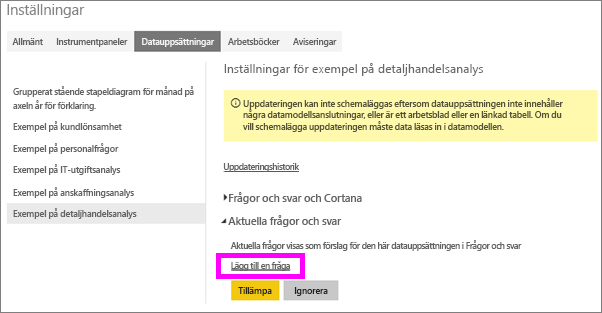 Inställningar
Allmänt Instrumentpaneler Datauppsättningar Arbetsböcker Aviseringar
Grupperat stående stapeldiagram för månad på
axeln år för förklaring.
Exempel på kundlönsamhet
Exempel på personalfrågor
Exempel på IT-utgiftsanalys
Exempel på anskaffningsanalys
Exempel på detaljhandelsanalys
Inställningar för exempel på detaljhandelsanalys
Uppdateringen kan inte schemaläggas eftersom datauppsättningen inte innehåller
några datamodellsanslutningar, eller är ett arbetsblad eller en länkad tabell. Om du
vill schemalägga uppdateringen måste data läsas in i datamodellen.
Uppdateringshistorik
Frågor och svar och Cortana
Aktuella frågor och svar
Aktuella frågor visas som förslag för den här datauppsättningen i Frågor och svar
Lägg till en fråga
Tillämpa Ignorera